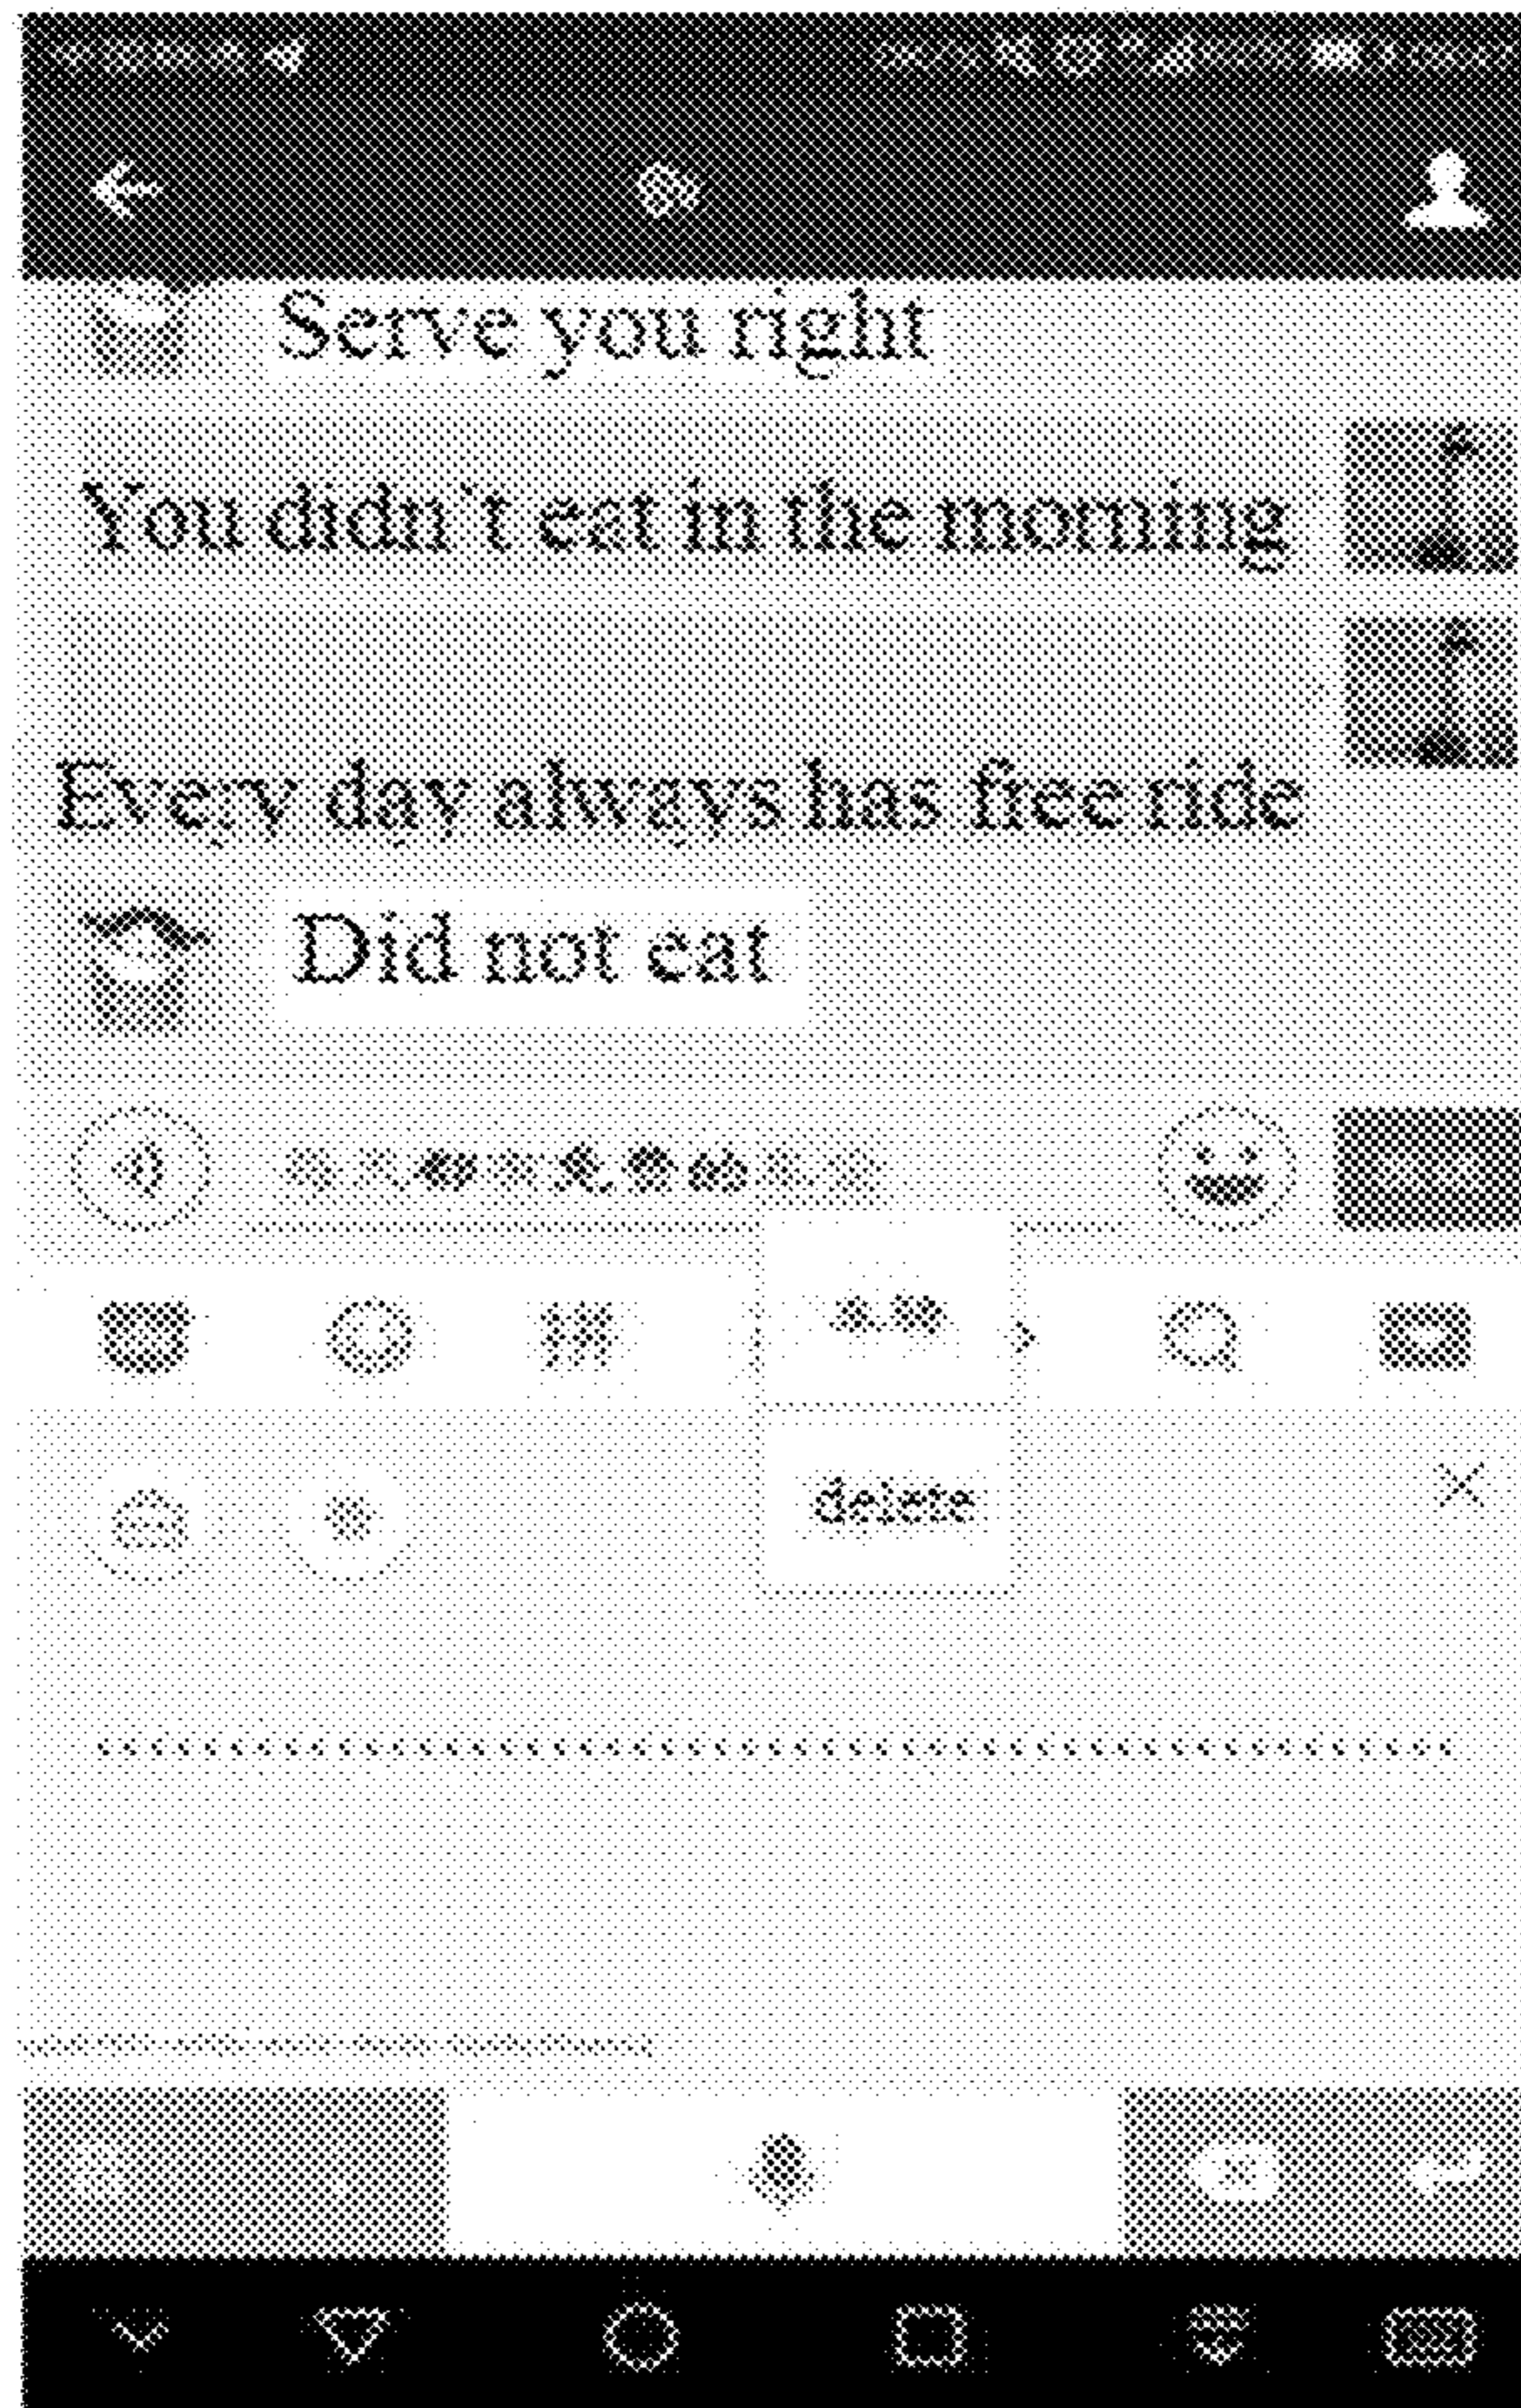 Serve you right
You didn't eat in the morning
Every day always has free ride
Did not eat
delete